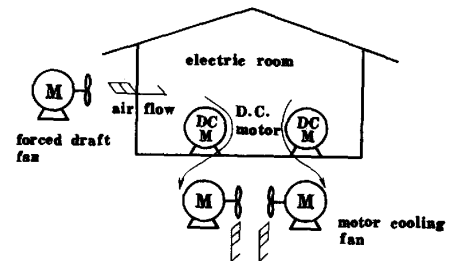 electric room
M
air flow
forced draft
fan
D.C.
motor
DC
M
DC
M
M
M
motor cooling
fan